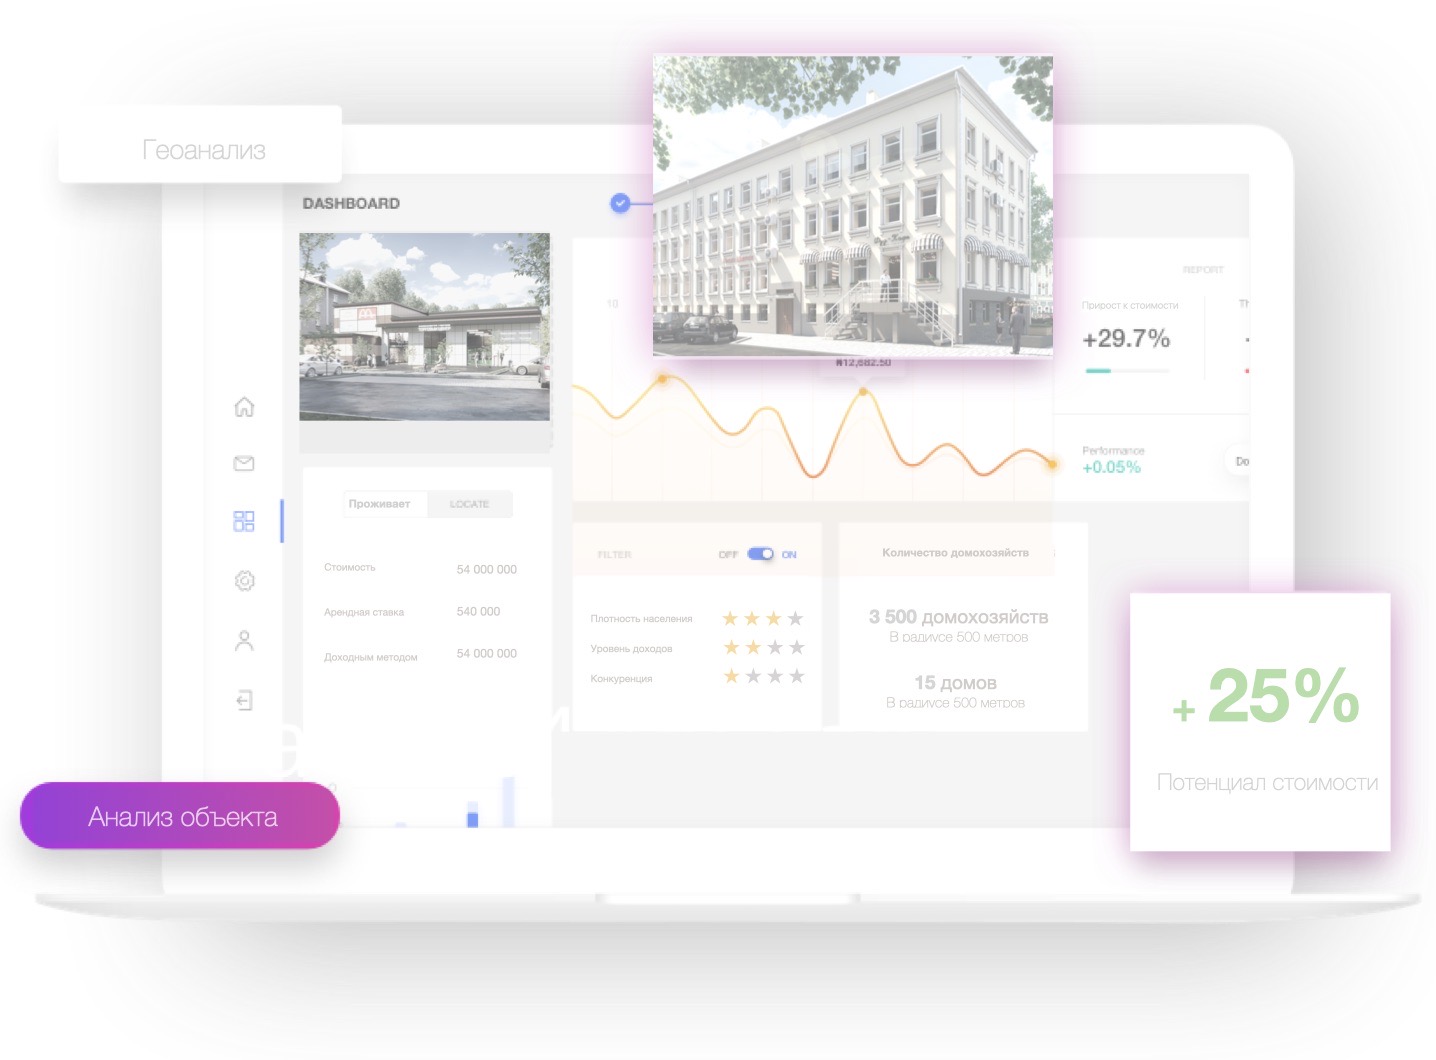 Геоанализ
DASHBOARD
REPORT
10
Прирост к стоимости
Th
+29.7%
₦12,682.50
Performance
+0.05%
Do
Проживает
LOCATE
Стоимость
54 000 000
Арендная ставка
540 000
Доходным методом
54 000 000
FILTER
OFF
ON
Плотность населения
Уровень доходов
Конкуренция
Количество домохозяйств
3 500 домохозяйств
В радиусе 500 метров
15 домов
В радиусе 500 метров
+ 25%
Потенциал стоимости
Анализ объекта